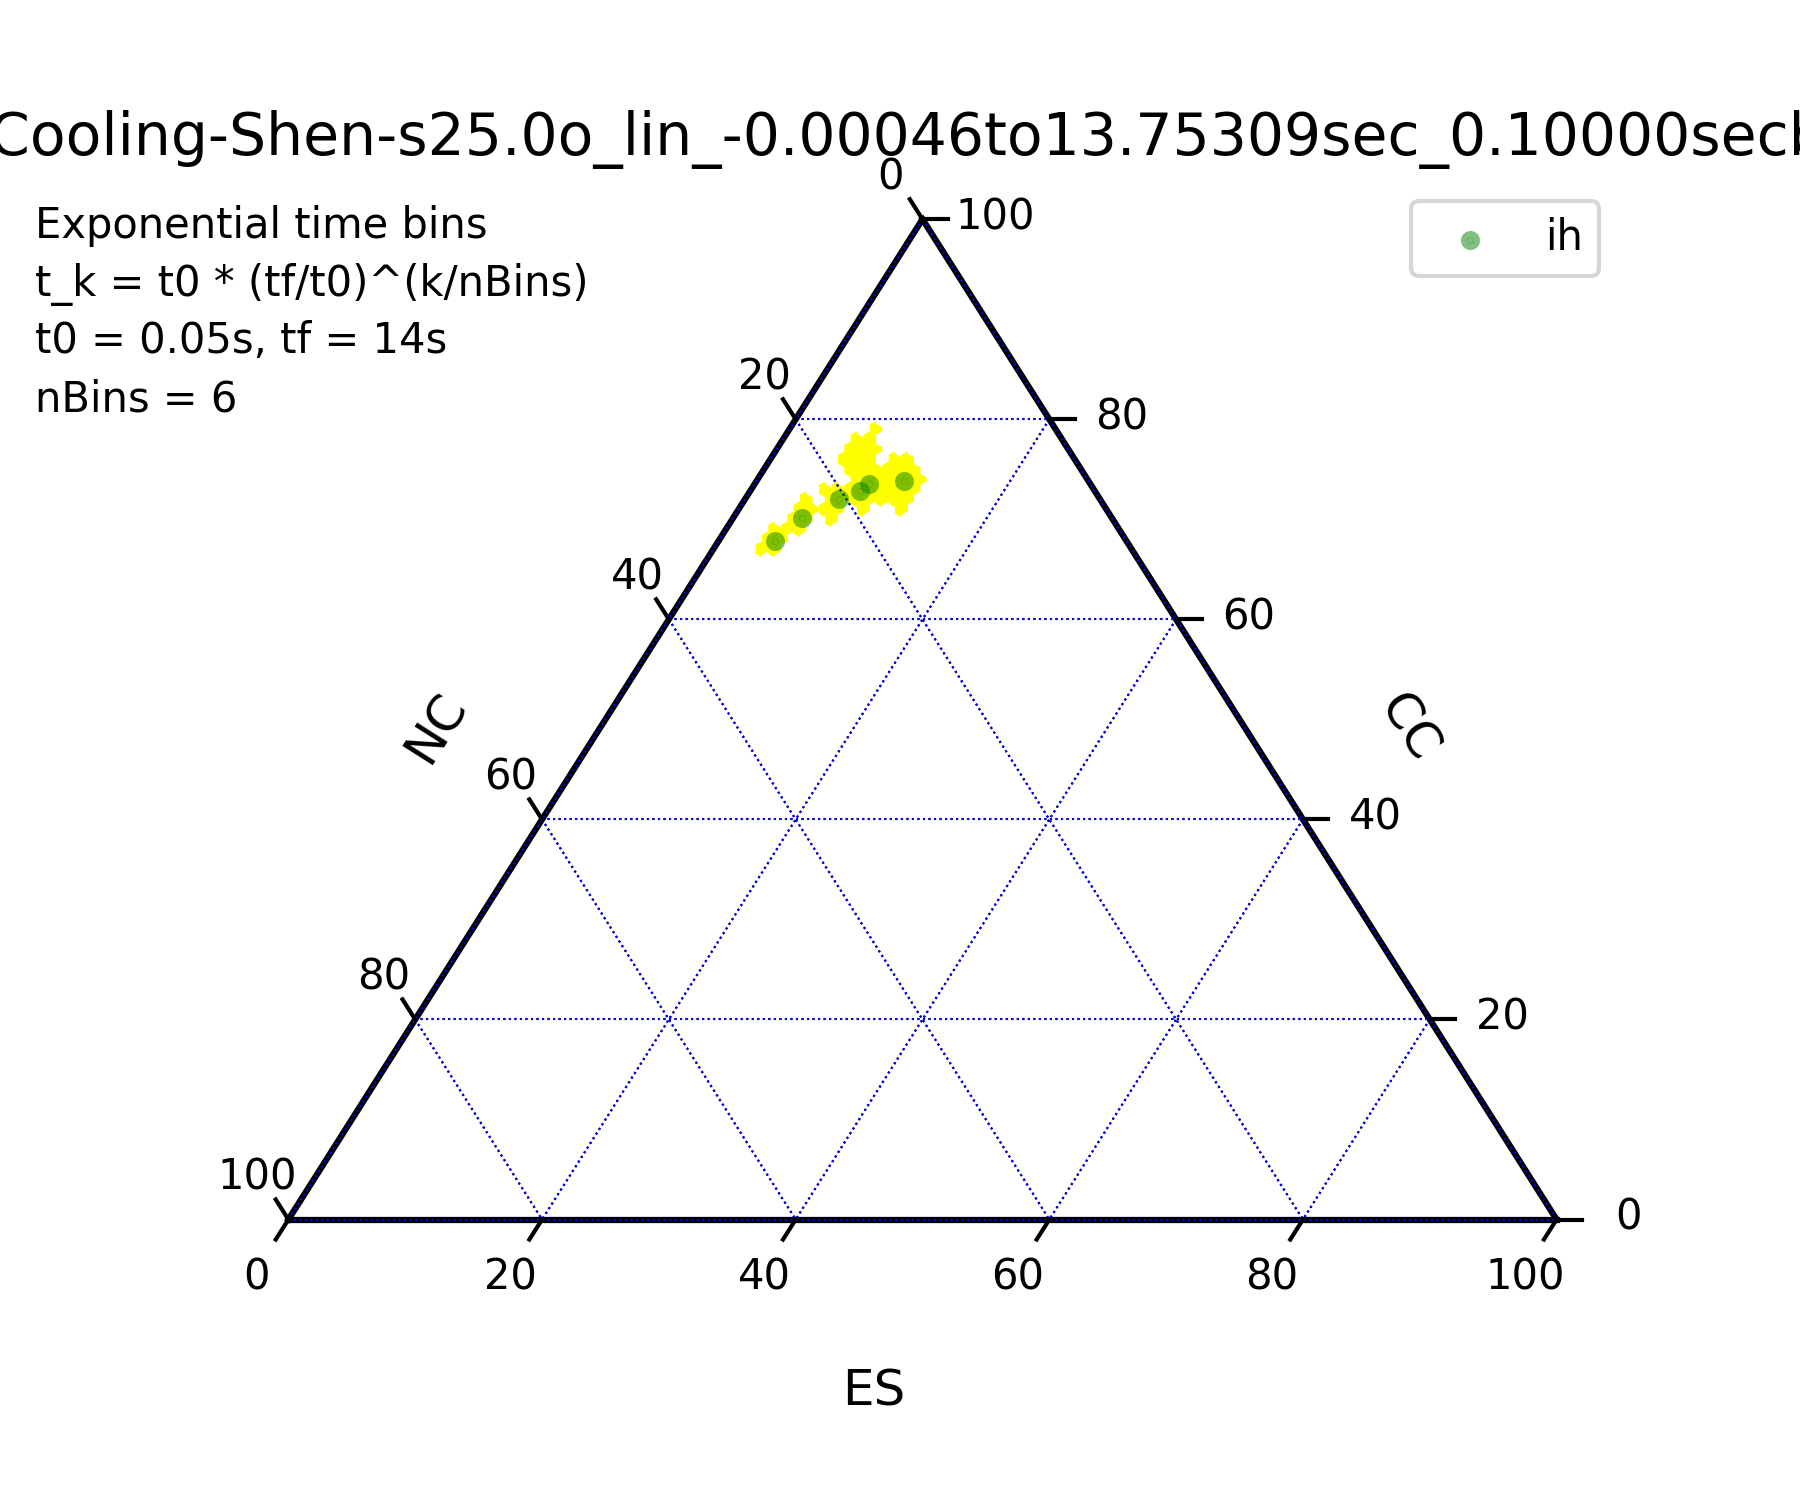 Cooling-Shen-s25.0o_lin_-0.00046to13.75309sec_0.10000sec
Exponential time bins
t_k = t0 * (tf/t0)^(k/nBins)
t0 = 0.05s, tf = 14s
nBins = 6
ih
0
100
20
80
40
60
NC
CC
60
40
80
20
100
0
0
20
40
60
80
100
ES